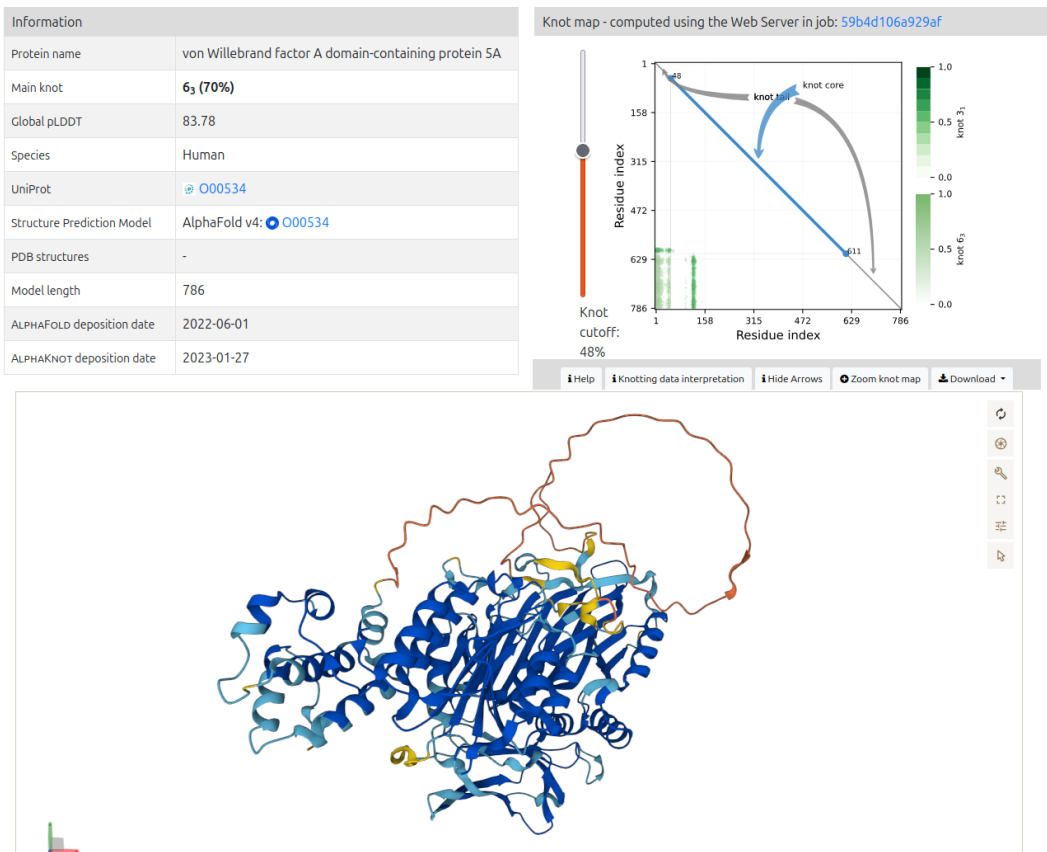 Information
Protein name von Willebrand factor A domain-containing protein 5A
Main knot 6₃ (70%)
Global pLDDT 83.78
Species Human
UniProt O00534
Structure Prediction Model AlphaFold v4: O00534
PDB structures -
Model length 786
AlphaFold deposition date 2022-06-01
AlphaKnot deposition date 2023-01-27
Knot map - computed using the Web Server in job: 59b4d106a929af
Knot
cutoff:
48%
Residue index
1
158
315
472
629
786
48
knot tail
knot core
611
1 158 315 472 629 786
Residue index
1.0
0.5
0.0
knot 3₁
1.0
0.5
0.0
knot 6₃
Help Knotting data interpretation Hide Arrows Zoom knot map Download